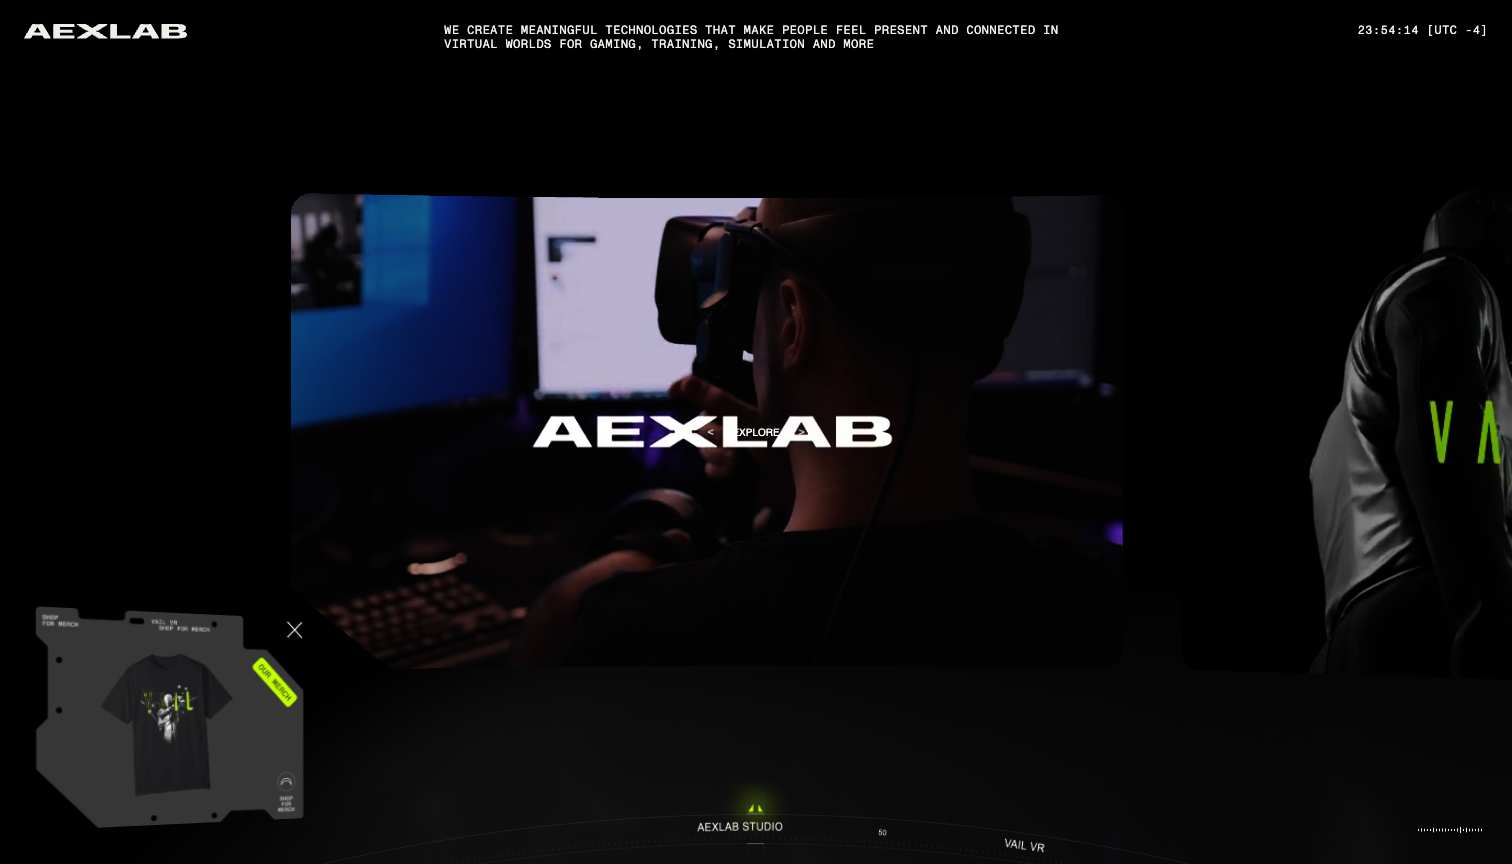 AEXLAB
WE CREATE MEANINGFUL TECHNOLOGIES THAT MAKE PEOPLE FEEL PRESENT AND CONNECTED IN
VIRTUAL WORLDS FOR GAMING, TRAINING, SIMULATION AND MORE
23:54:14 [UTC -4]
AEXLAB
< EXPLORE >
VA
SHOP
FOR MERCH
VAIL VR
SHOP FOR MERCH
OUR MERCH
SHOP
FOR
MERCH
AEXLAB STUDIO
50
VAIL VR